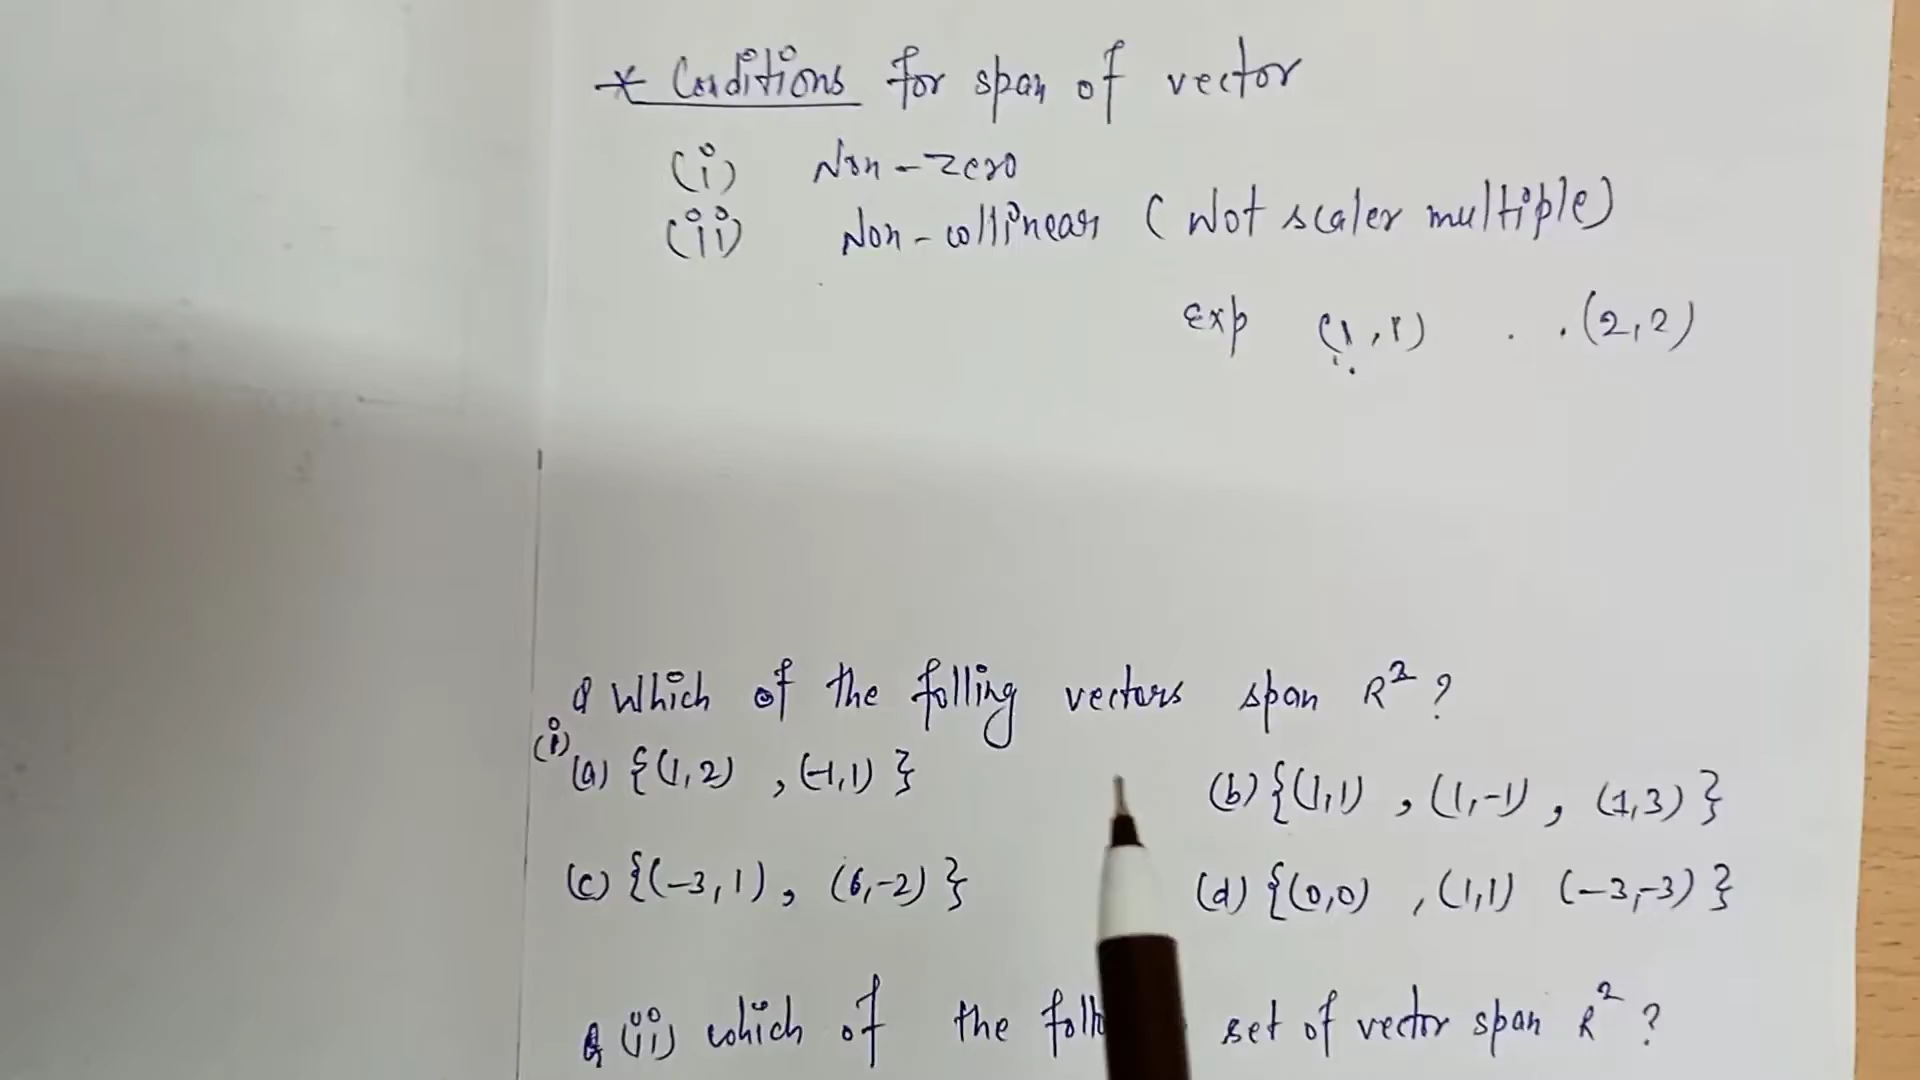 * Conditions for span of vector
(i) Non-zero
(ii) Non-collinear (Not scaler multiple)
Exp (1,1) . . (2,2)
Q Which of the folling vectors span R²?
(i) (a) {(1,2) , (-1,1) } (b) {(1,1) , (1,-1) , (1,3) }
(c) {(-3,1), (6,-2) } (d) {(0,0) , (1,1) (-3,-3) }
Q (ii) which of the set of vector span R²?